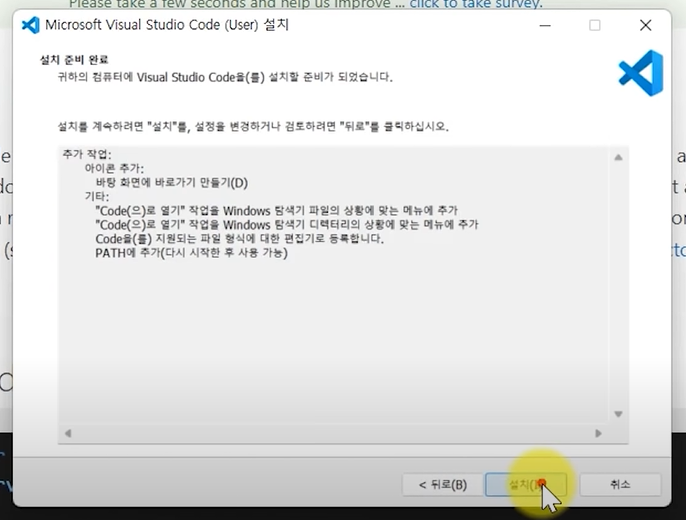 Please take a few seconds and help us improve ... click to take survey.
Microsoft Visual Studio Code (User) 설치
설치 준비 완료
귀하의 컴퓨터에 Visual Studio Code을(를) 설치할 준비가 되었습니다.
설치를 계속하려면 "설치"를, 설정을 변경하거나 검토하려면 "뒤로"를 클릭하십시오.
추가 작업:
아이콘 추가:
바탕 화면에 바로가기 만들기(D)
기타:
"Code(으)로 열기" 작업을 Windows 탐색기 파일의 상황에 맞는 메뉴에 추가
"Code(으)로 열기" 작업을 Windows 탐색기 디렉터리의 상황에 맞는 메뉴에 추가
Code을(를) 지원되는 파일 형식에 대한 편집기로 등록합니다.
PATH에 추가(다시 시작한 후 사용 가능)
< 뒤로(B) 설치(I) 취소